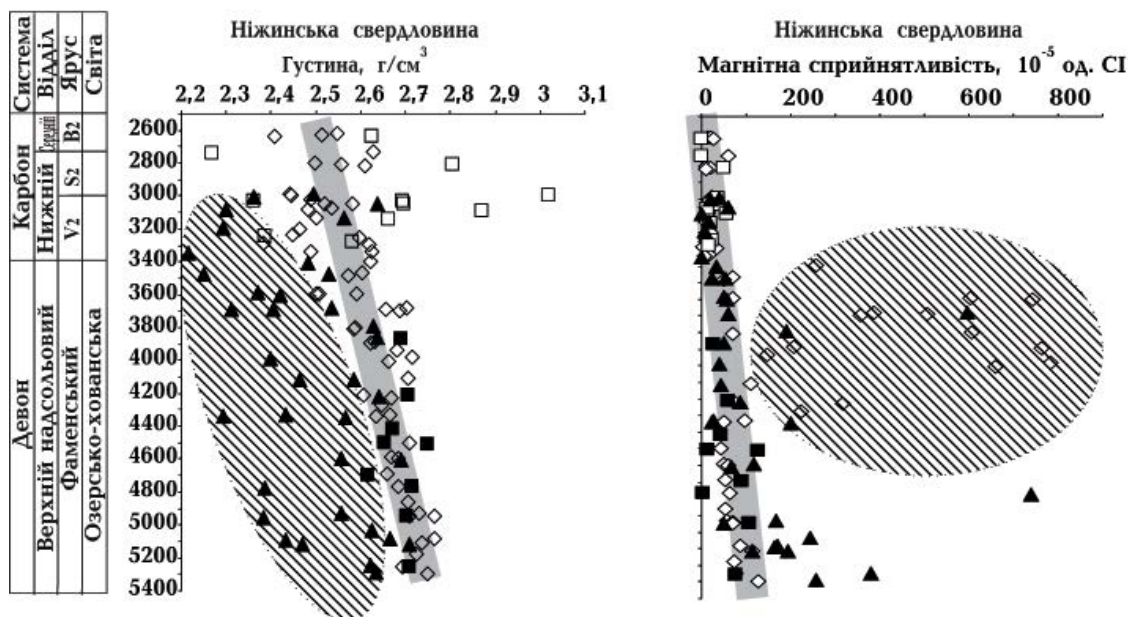 Система
Відділ
Ярус
Світа
Карбон
Девон
Середній
Нижній
Верхній надсольовий
В2
S2
V2
Фаменський
Озерсько-хованська
Ніжинська свердловина
Густина, г/см³
2,2 2,3 2,4 2,5 2,6 2,7 2,8 2,9 3 3,1
2600
2800
3000
3200
3400
3600
3800
4000
4200
4400
4600
4800
5000
5200
5400
Ніжинська свердловина
Магнітна сприйнятливість, 10⁻⁵ од. СІ
0 200 400 600 800